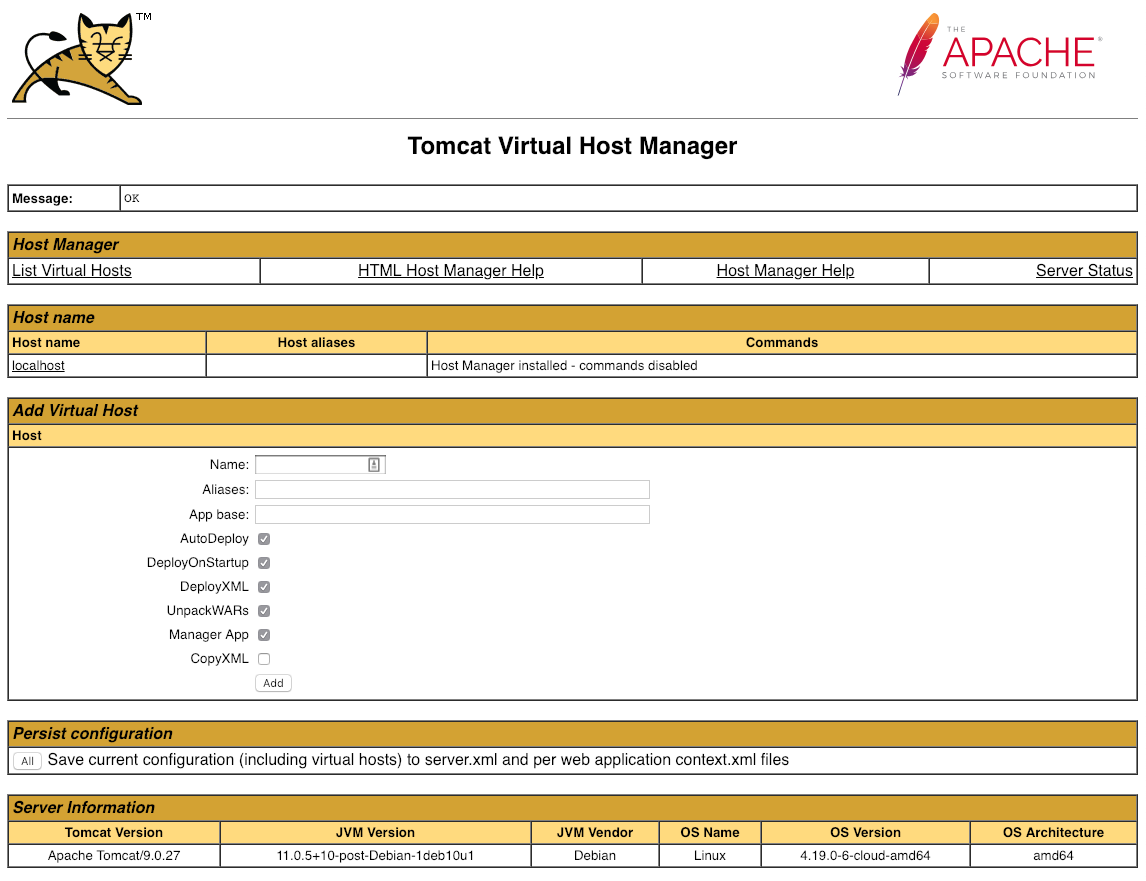 TM
THE
APACHE®
SOFTWARE FOUNDATION
Tomcat Virtual Host Manager
Message: OK
Host Manager
List Virtual Hosts HTML Host Manager Help Host Manager Help Server Status
Host name
Host name Host aliases Commands
localhost Host Manager installed - commands disabled
Add Virtual Host
Host
Name:
Aliases:
App base:
AutoDeploy
DeployOnStartup
DeployXML
UnpackWARs
Manager App
CopyXML
Add
Persist configuration
All Save current configuration (including virtual hosts) to server.xml and per web application context.xml files
Server Information
Tomcat Version JVM Version JVM Vendor OS Name OS Version OS Architecture
Apache Tomcat/9.0.27 11.0.5+10-post-Debian-1deb10u1 Debian Linux 4.19.0-6-cloud-amd64 amd64